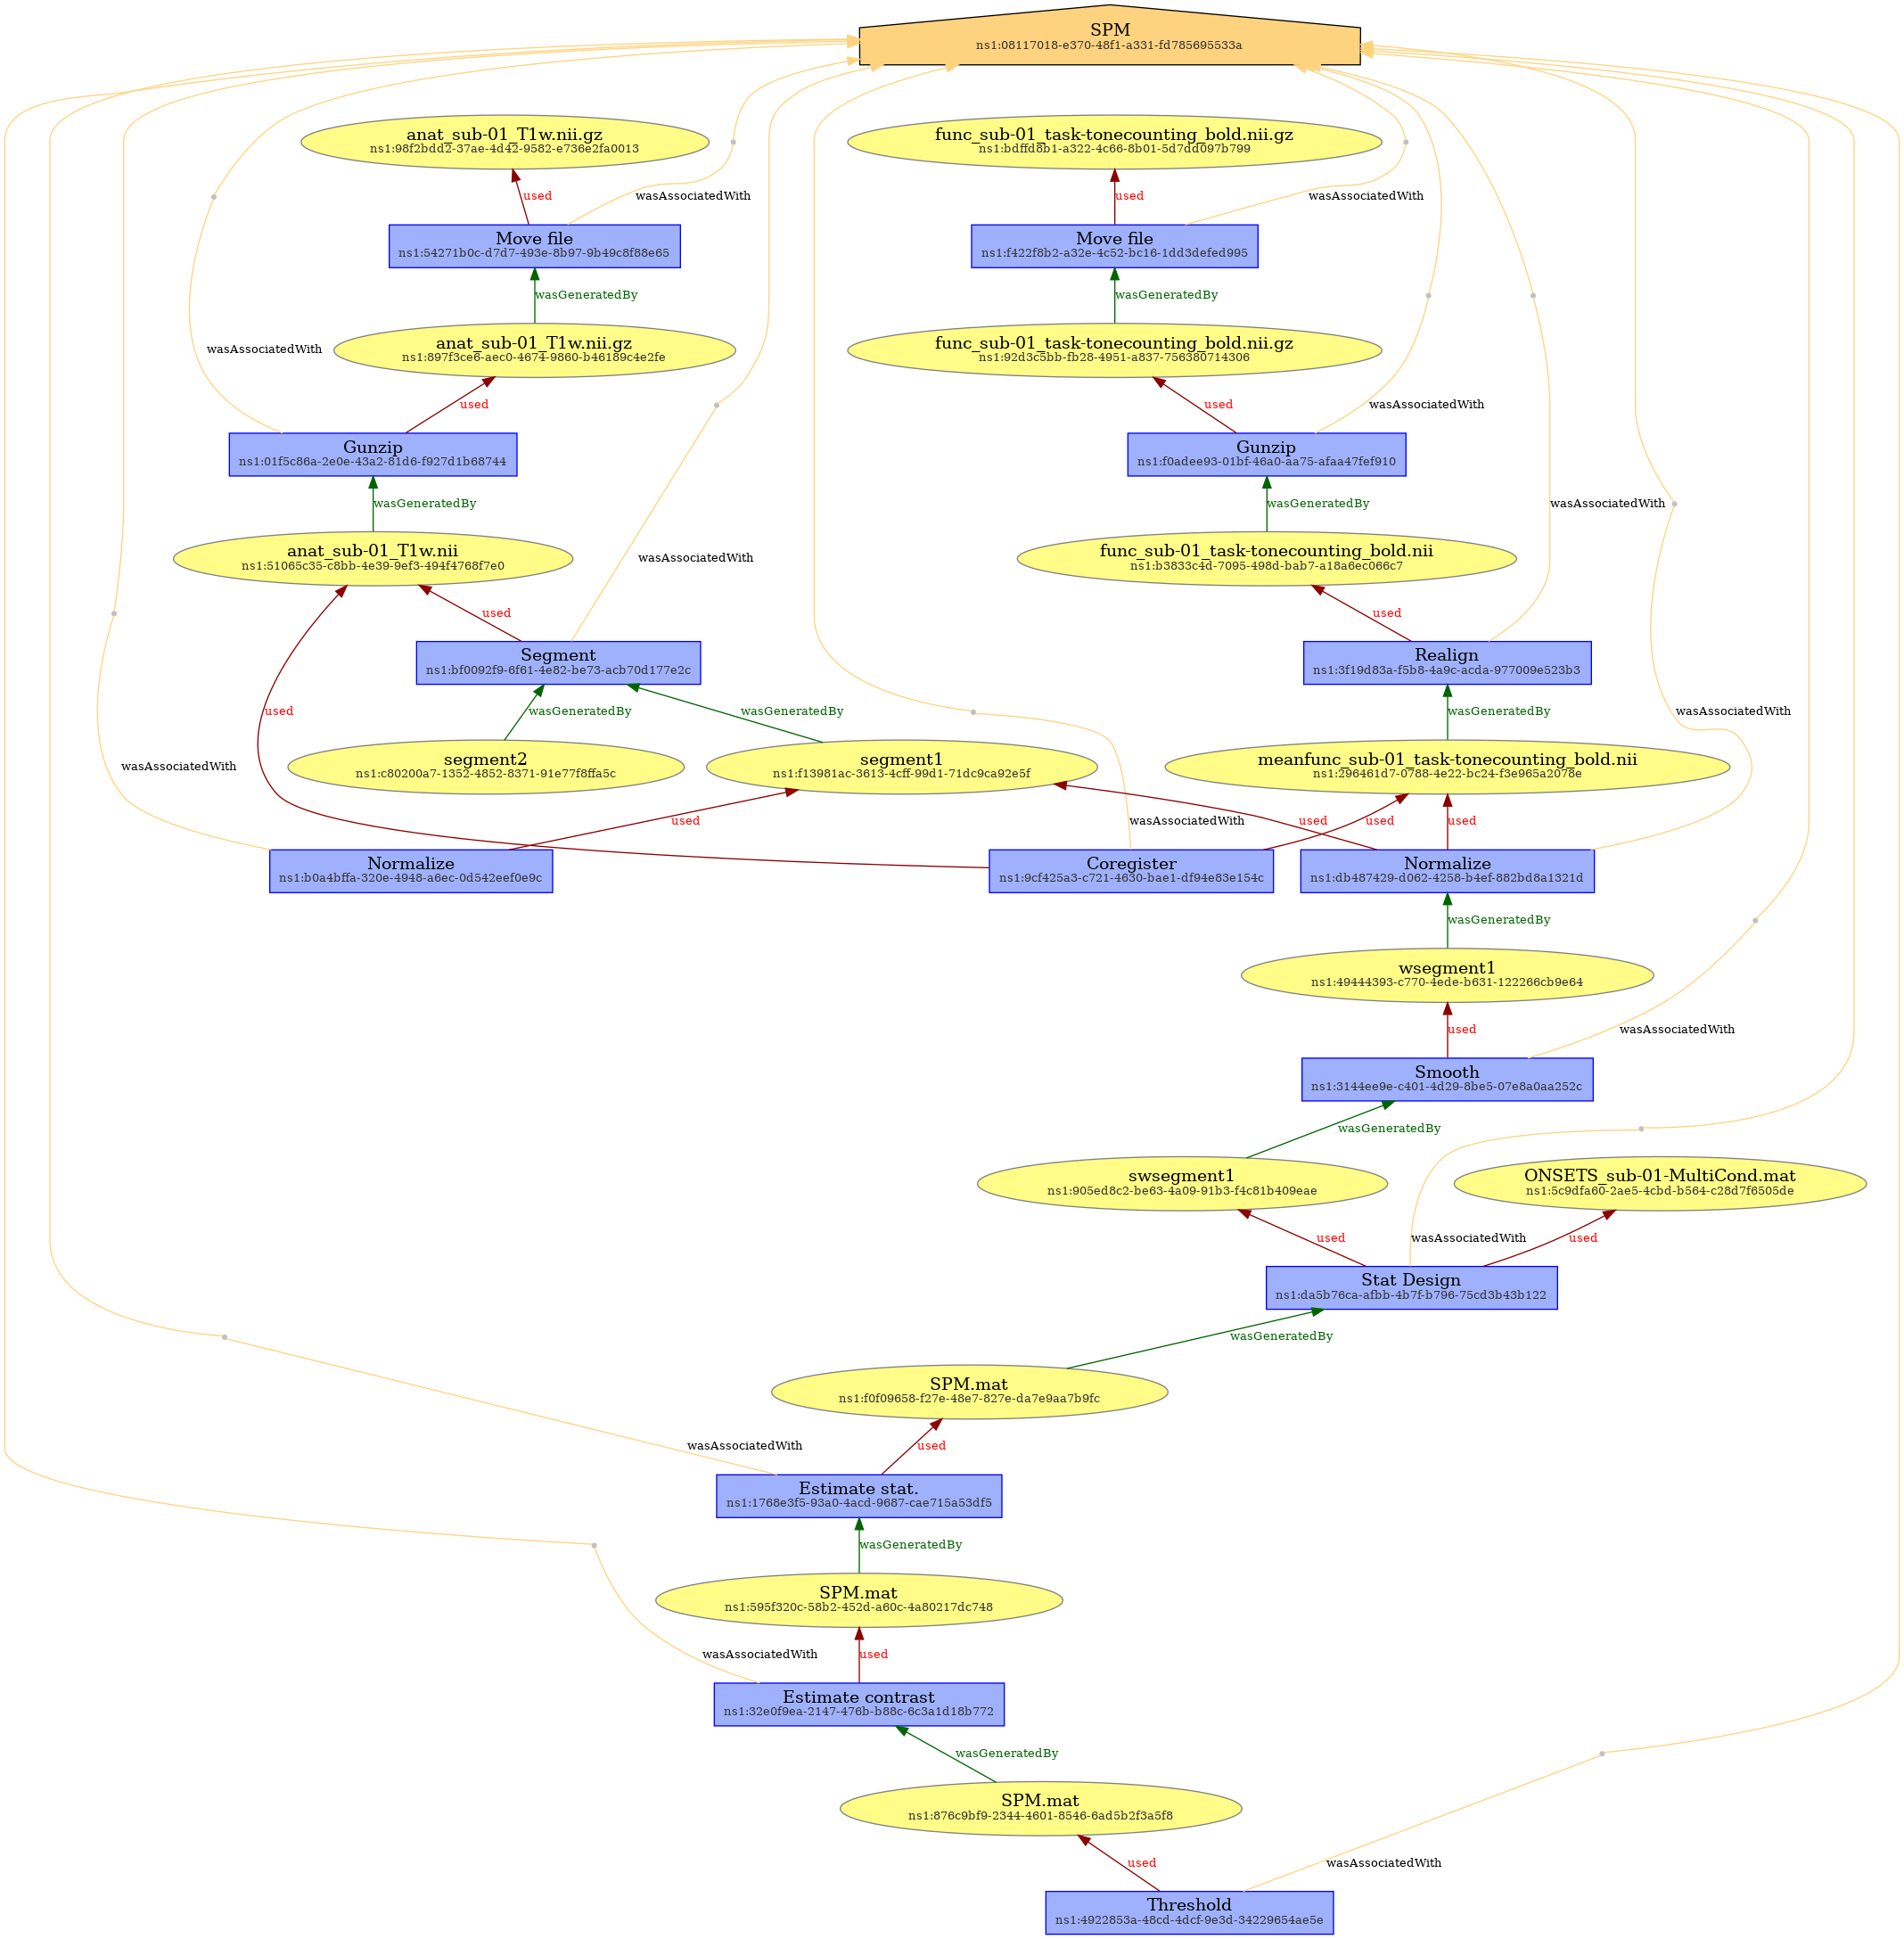 SPM
ns1:08117018-e370-48f1-a331-fd785695533a
anat_sub-01_T1w.nii.gz
ns1:98f2bdd2-37ae-4d42-9582-e736e2fa0013
func_sub-01_task-tonecounting_bold.nii.gz
ns1:bdffd8b1-a322-4c66-8b01-5d7dd097b799
used
wasAssociatedWith
used
wasAssociatedWith
Move file
ns1:54271b0c-d7d7-493e-8b97-9b49c8f88e65
Move file
ns1:f422f8b2-a32e-4c52-bc16-1dd3defed995
wasGeneratedBy
wasGeneratedBy
wasAssociatedWith
anat_sub-01_T1w.nii.gz
ns1:897f3ce6-aec0-4674-9860-b46189c4e2fe
func_sub-01_task-tonecounting_bold.nii.gz
ns1:92d3c5bb-fb28-4951-a837-756380714306
used
used
wasAssociatedWith
Gunzip
ns1:01f5c86a-2e0e-43a2-81d6-f927d1b68744
Gunzip
ns1:f0adee93-01bf-46a0-aa75-afaa47fef910
wasGeneratedBy
wasGeneratedBy
wasAssociatedWith
anat_sub-01_T1w.nii
ns1:51065c35-c8bb-4e39-9ef3-494f4768f7e0
wasAssociatedWith
func_sub-01_task-tonecounting_bold.nii
ns1:b3833c4d-7095-498d-bab7-a18a6ec066c7
used
used
Segment
ns1:bf0092f9-6f61-4e82-be73-acb70d177e2c
Realign
ns1:3f19d83a-f5b8-4a9c-acda-977009e523b3
used
wasGeneratedBy
wasGeneratedBy
wasGeneratedBy
wasAssociatedWith
wasAssociatedWith
segment2
ns1:c80200a7-1352-4852-8371-91e77f8ffa5c
segment1
ns1:f13981ac-3613-4cff-99d1-71dc9ca92e5f
meanfunc_sub-01_task-tonecounting_bold.nii
ns1:296461d7-0788-4e22-bc24-f3e965a2078e
used
wasAssociatedWith
used
used
used
Normalize
ns1:b0a4bffa-320e-4948-a6ec-0d542eef0e9c
Coregister
ns1:9cf425a3-c721-4630-bae1-df94e83e154c
Normalize
ns1:db487429-d062-4258-b4ef-882bd8a1321d
wasGeneratedBy
wsegment1
ns1:49444393-c770-4ede-b631-122266cb9e64
used
wasAssociatedWith
Smooth
ns1:3144ee9e-c401-4d29-8be5-07e8a0aa252c
wasGeneratedBy
swsegment1
ns1:905ed8c2-be63-4a09-91b3-f4c81b409eae
ONSETS_sub-01-MultiCond.mat
ns1:5c9dfa60-2ae5-4cbd-b564-c28d7f6505de
used
wasAssociatedWith
used
Stat Design
ns1:da5b76ca-afbb-4b7f-b796-75cd3b43b122
wasGeneratedBy
SPM.mat
ns1:f0f09658-f27e-48e7-827e-da7e9aa7b9fc
wasAssociatedWith
used
Estimate stat.
ns1:1768e3f5-93a0-4acd-9687-cae715a53df5
wasGeneratedBy
SPM.mat
ns1:595f320c-58b2-452d-a60c-4a80217dc748
wasAssociatedWith
used
Estimate contrast
ns1:32e0f9ea-2147-476b-b88c-6c3a1d18b772
wasGeneratedBy
SPM.mat
ns1:876c9bf9-2344-4601-8546-6ad5b2f3a5f8
used
wasAssociatedWith
Threshold
ns1:4922853a-48cd-4dcf-9e3d-34229654ae5e